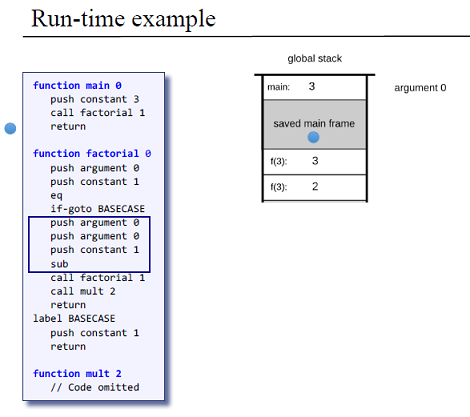 Run-time example
function main 0
push constant 3
call factorial 1
return
function factorial 0
push argument 0
push constant 1
eq
if-goto BASECASE
push argument 0
push argument 0
push constant 1
sub
call factorial 1
call mult 2
return
label BASECASE
push constant 1
return
function mult 2
// Code omitted
global stack
main: 3
argument 0
saved main frame
f(3): 3
f(3): 2